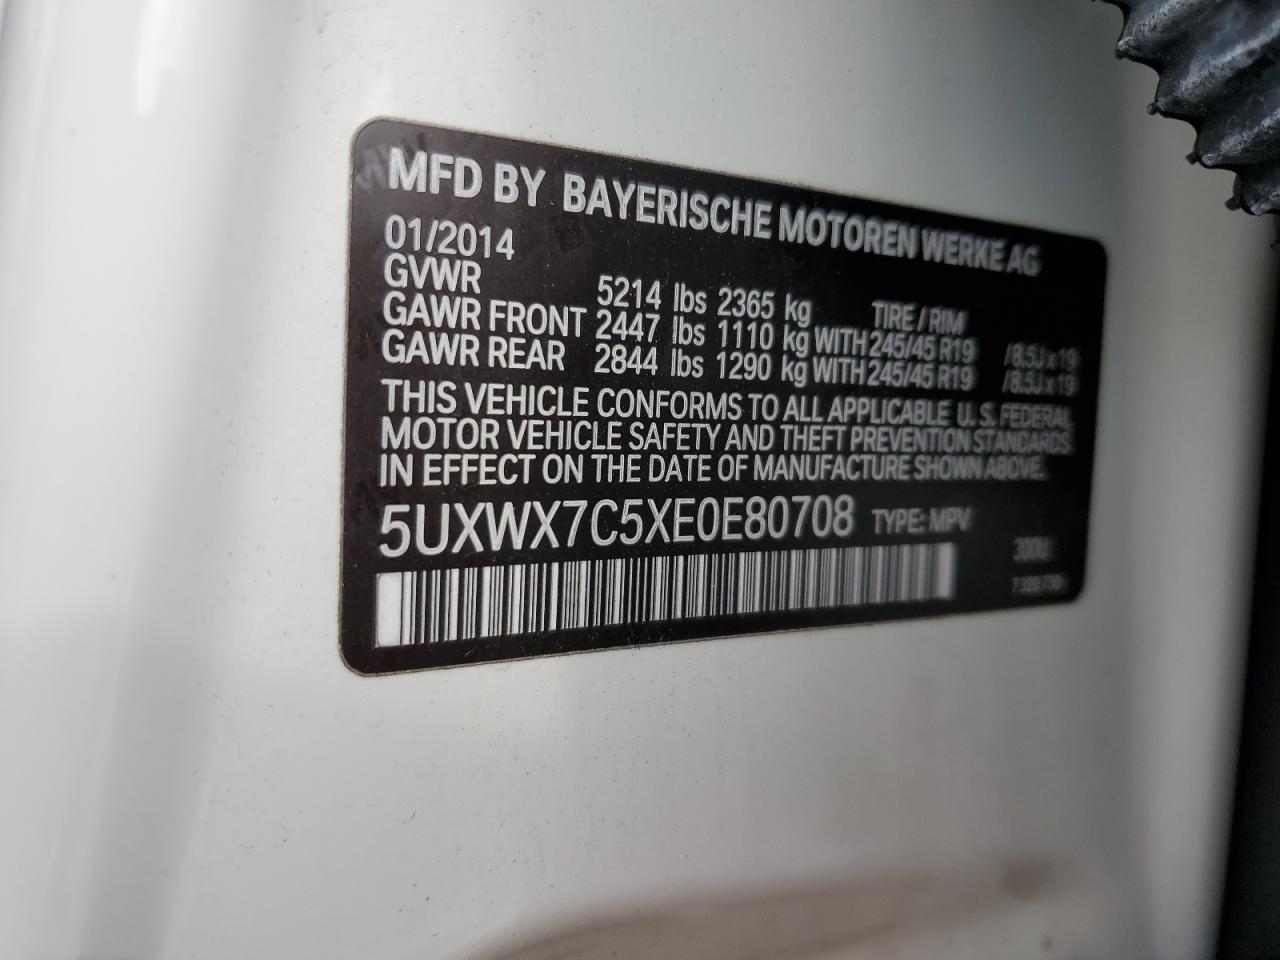 MFD BY BAYERISCHE MOTOREN WERKE AG
01/2014
GVWR 5214 lbs 2365 kg TIRE / RIM
GAWR FRONT 2447 lbs 1110 kg WITH 245/45 R19 /8.5J x 19
GAWR REAR 2844 lbs 1290 kg WITH 245/45 R19 /8.5J x 19
THIS VEHICLE CONFORMS TO ALL APPLICABLE U. S. FEDERAL
MOTOR VEHICLE SAFETY AND THEFT PREVENTION STANDARDS
IN EFFECT ON THE DATE OF MANUFACTURE SHOWN ABOVE.
5UXWX7C5XE0E80708 TYPE: MPV